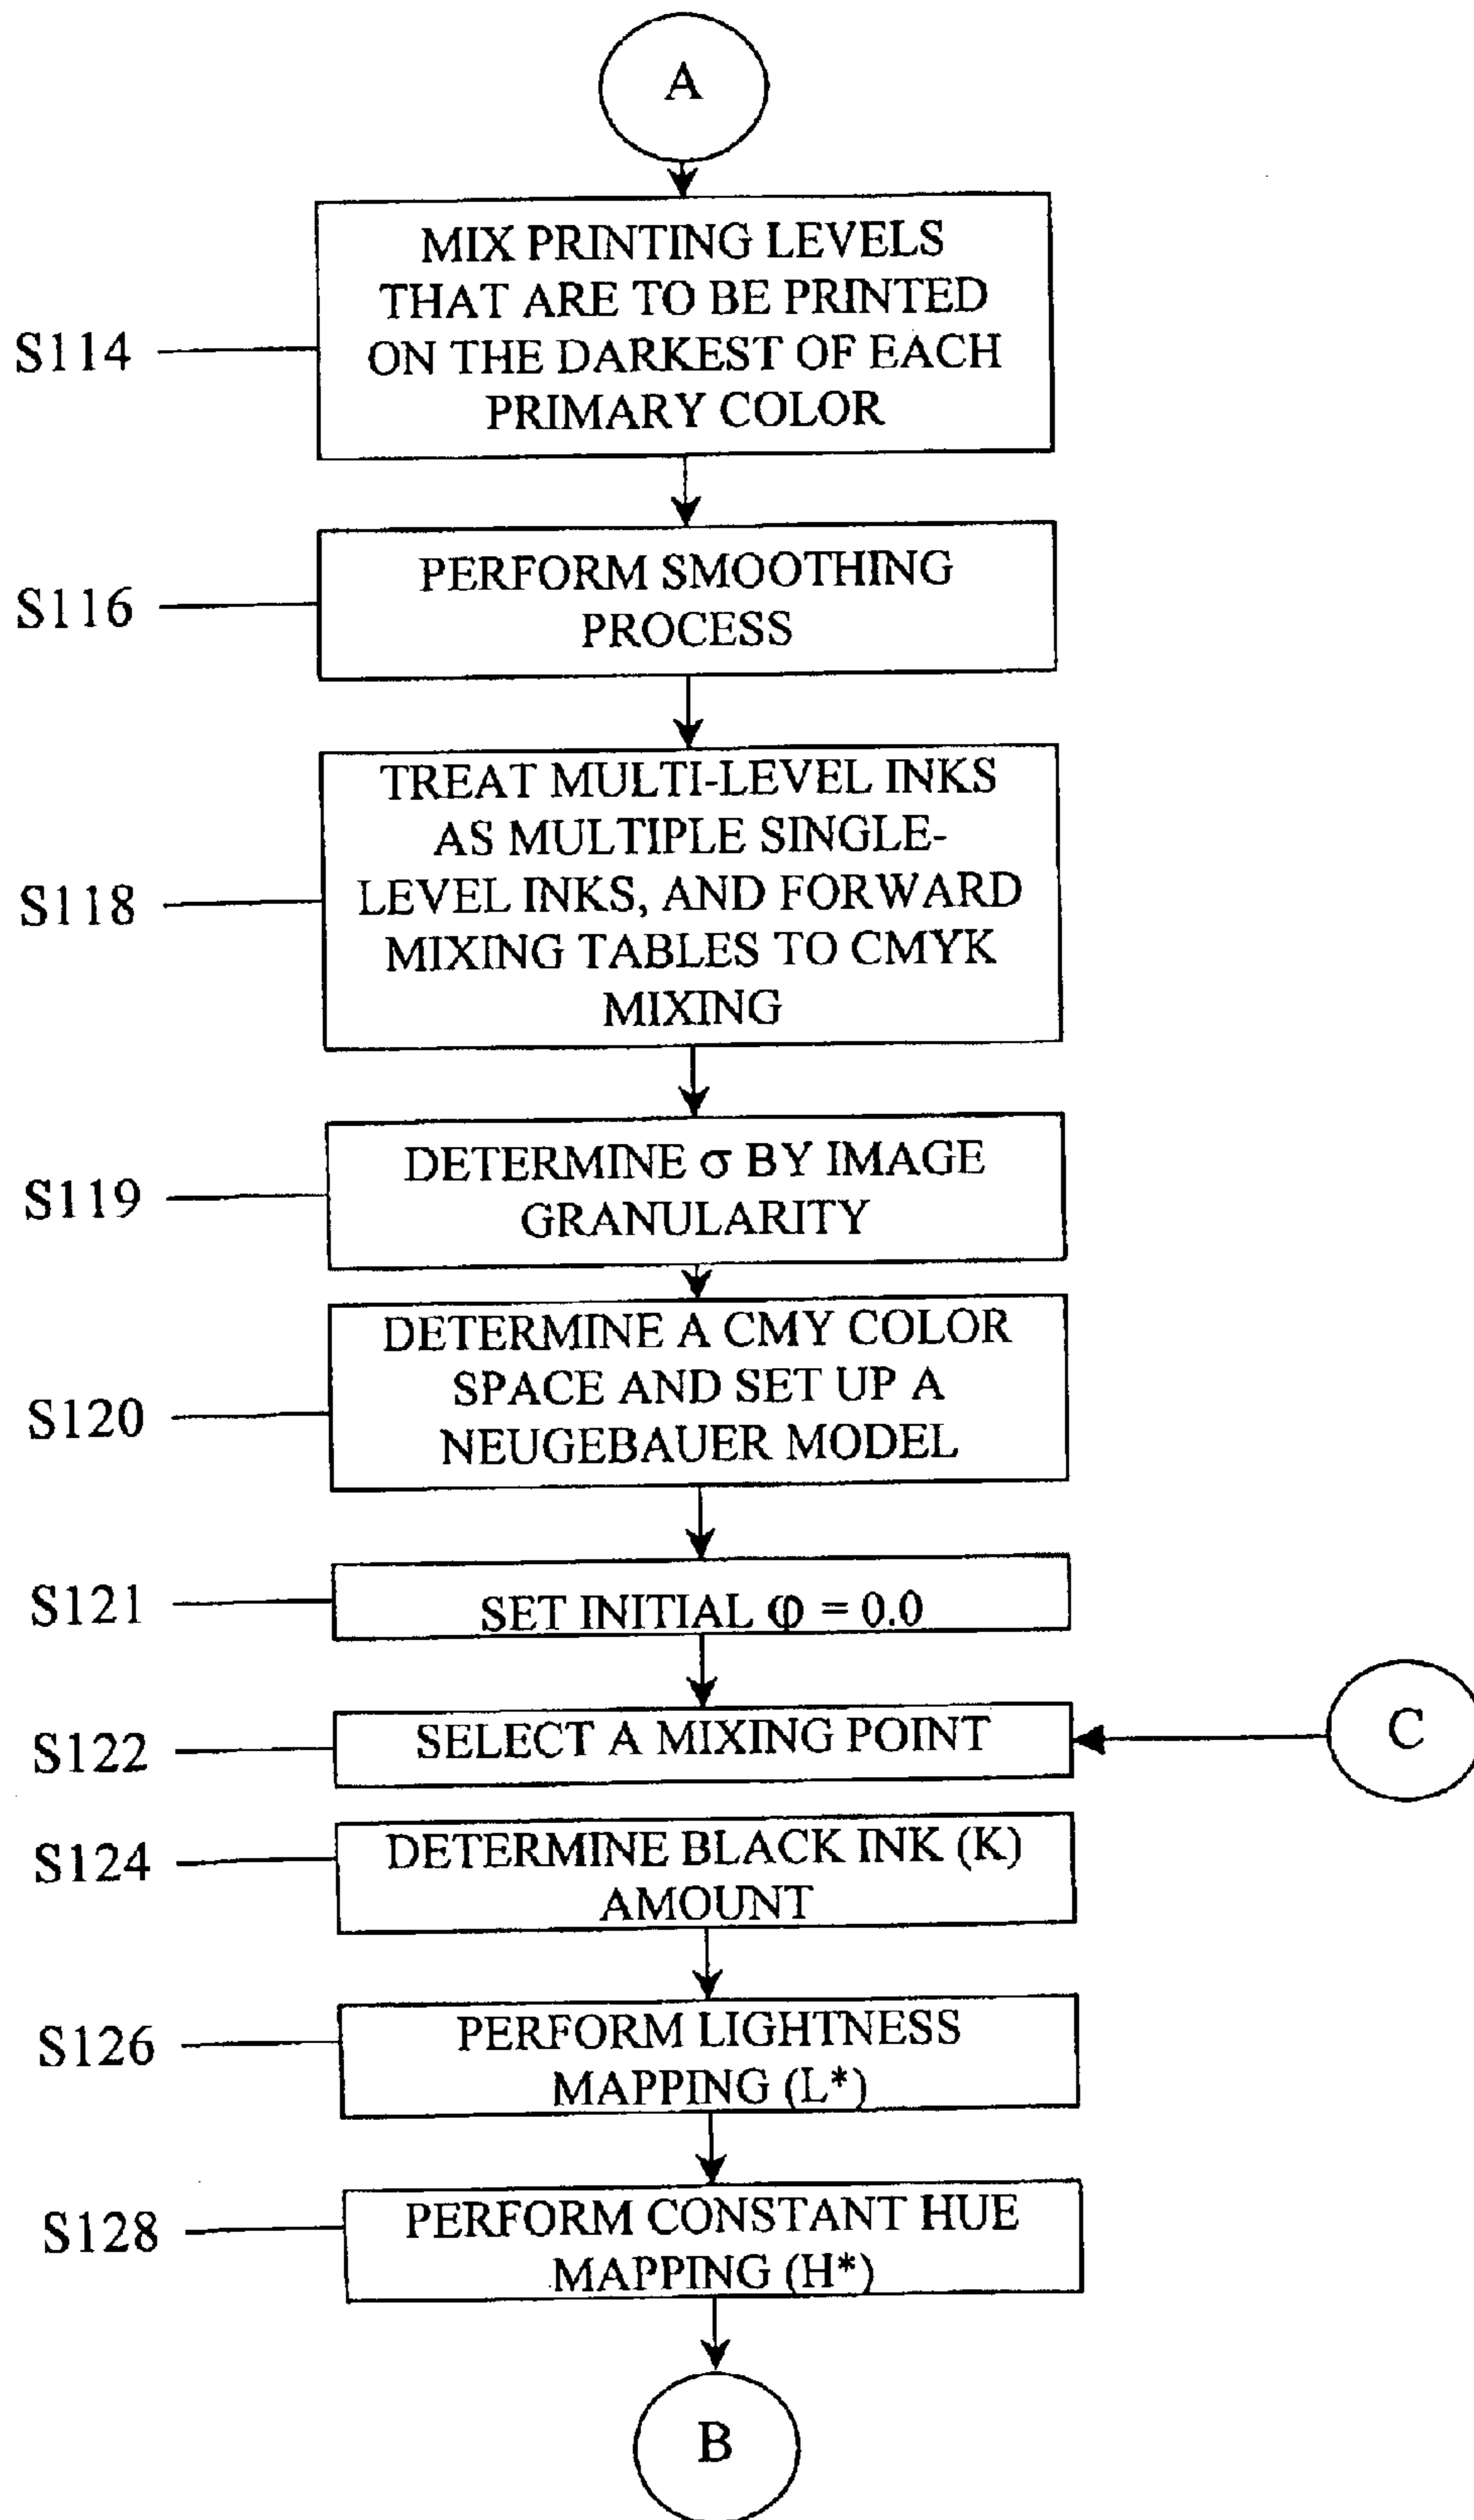 A
MIX PRINTING LEVELS
THAT ARE TO BE PRINTED
S114
ON THE DARKEST OF EACH
PRIMARY COLOR
PERFORM SMOOTHING
S116
PROCESS
TREAT MULTI-LEVEL INKS
AS MULTIPLE SINGLE-
S118
LEVEL INKS, AND FORWARD
MIXING TABLES TO CMYK
MIXING
DETERMINE σ BY IMAGE
S119
GRANULARITY
DETERMINE A CMY COLOR
SPACE AND SET UP A
S120
NEUGEBAUER MODEL
S121
SET INITIAL φ = 0.0
S122
SELECT A MIXING POINT
C
S124
DETERMINE BLACK INK (K)
AMOUNT
S126
PERFORM LIGHTNESS
MAPPING (L*)
S128
PERFORM CONSTANT HUE
MAPPING (H*)
B